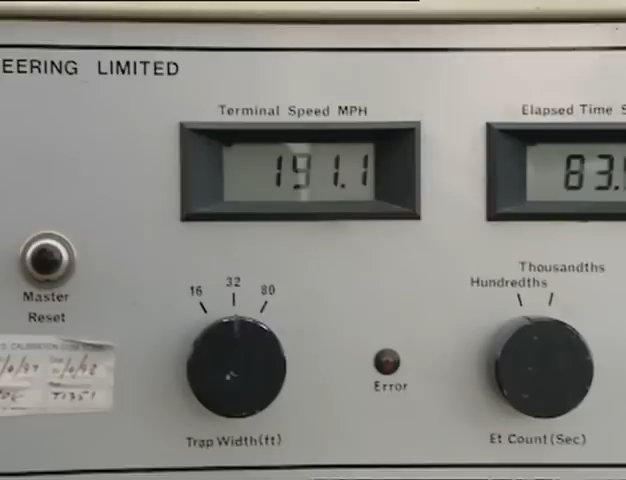 EERING LIMITED
Terminal Speed MPH
Elapsed Time S
191.1
83.
16 32 80
Thousandths
Hundredths
Master
Reset
Error
Trap Width(ft)
Et Count(Sec)